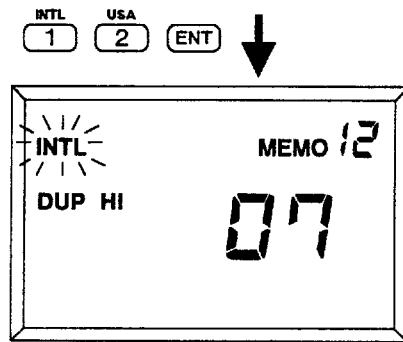 INTL USA
1 2 ENT
INTL MEMO 12
DUP HI 07